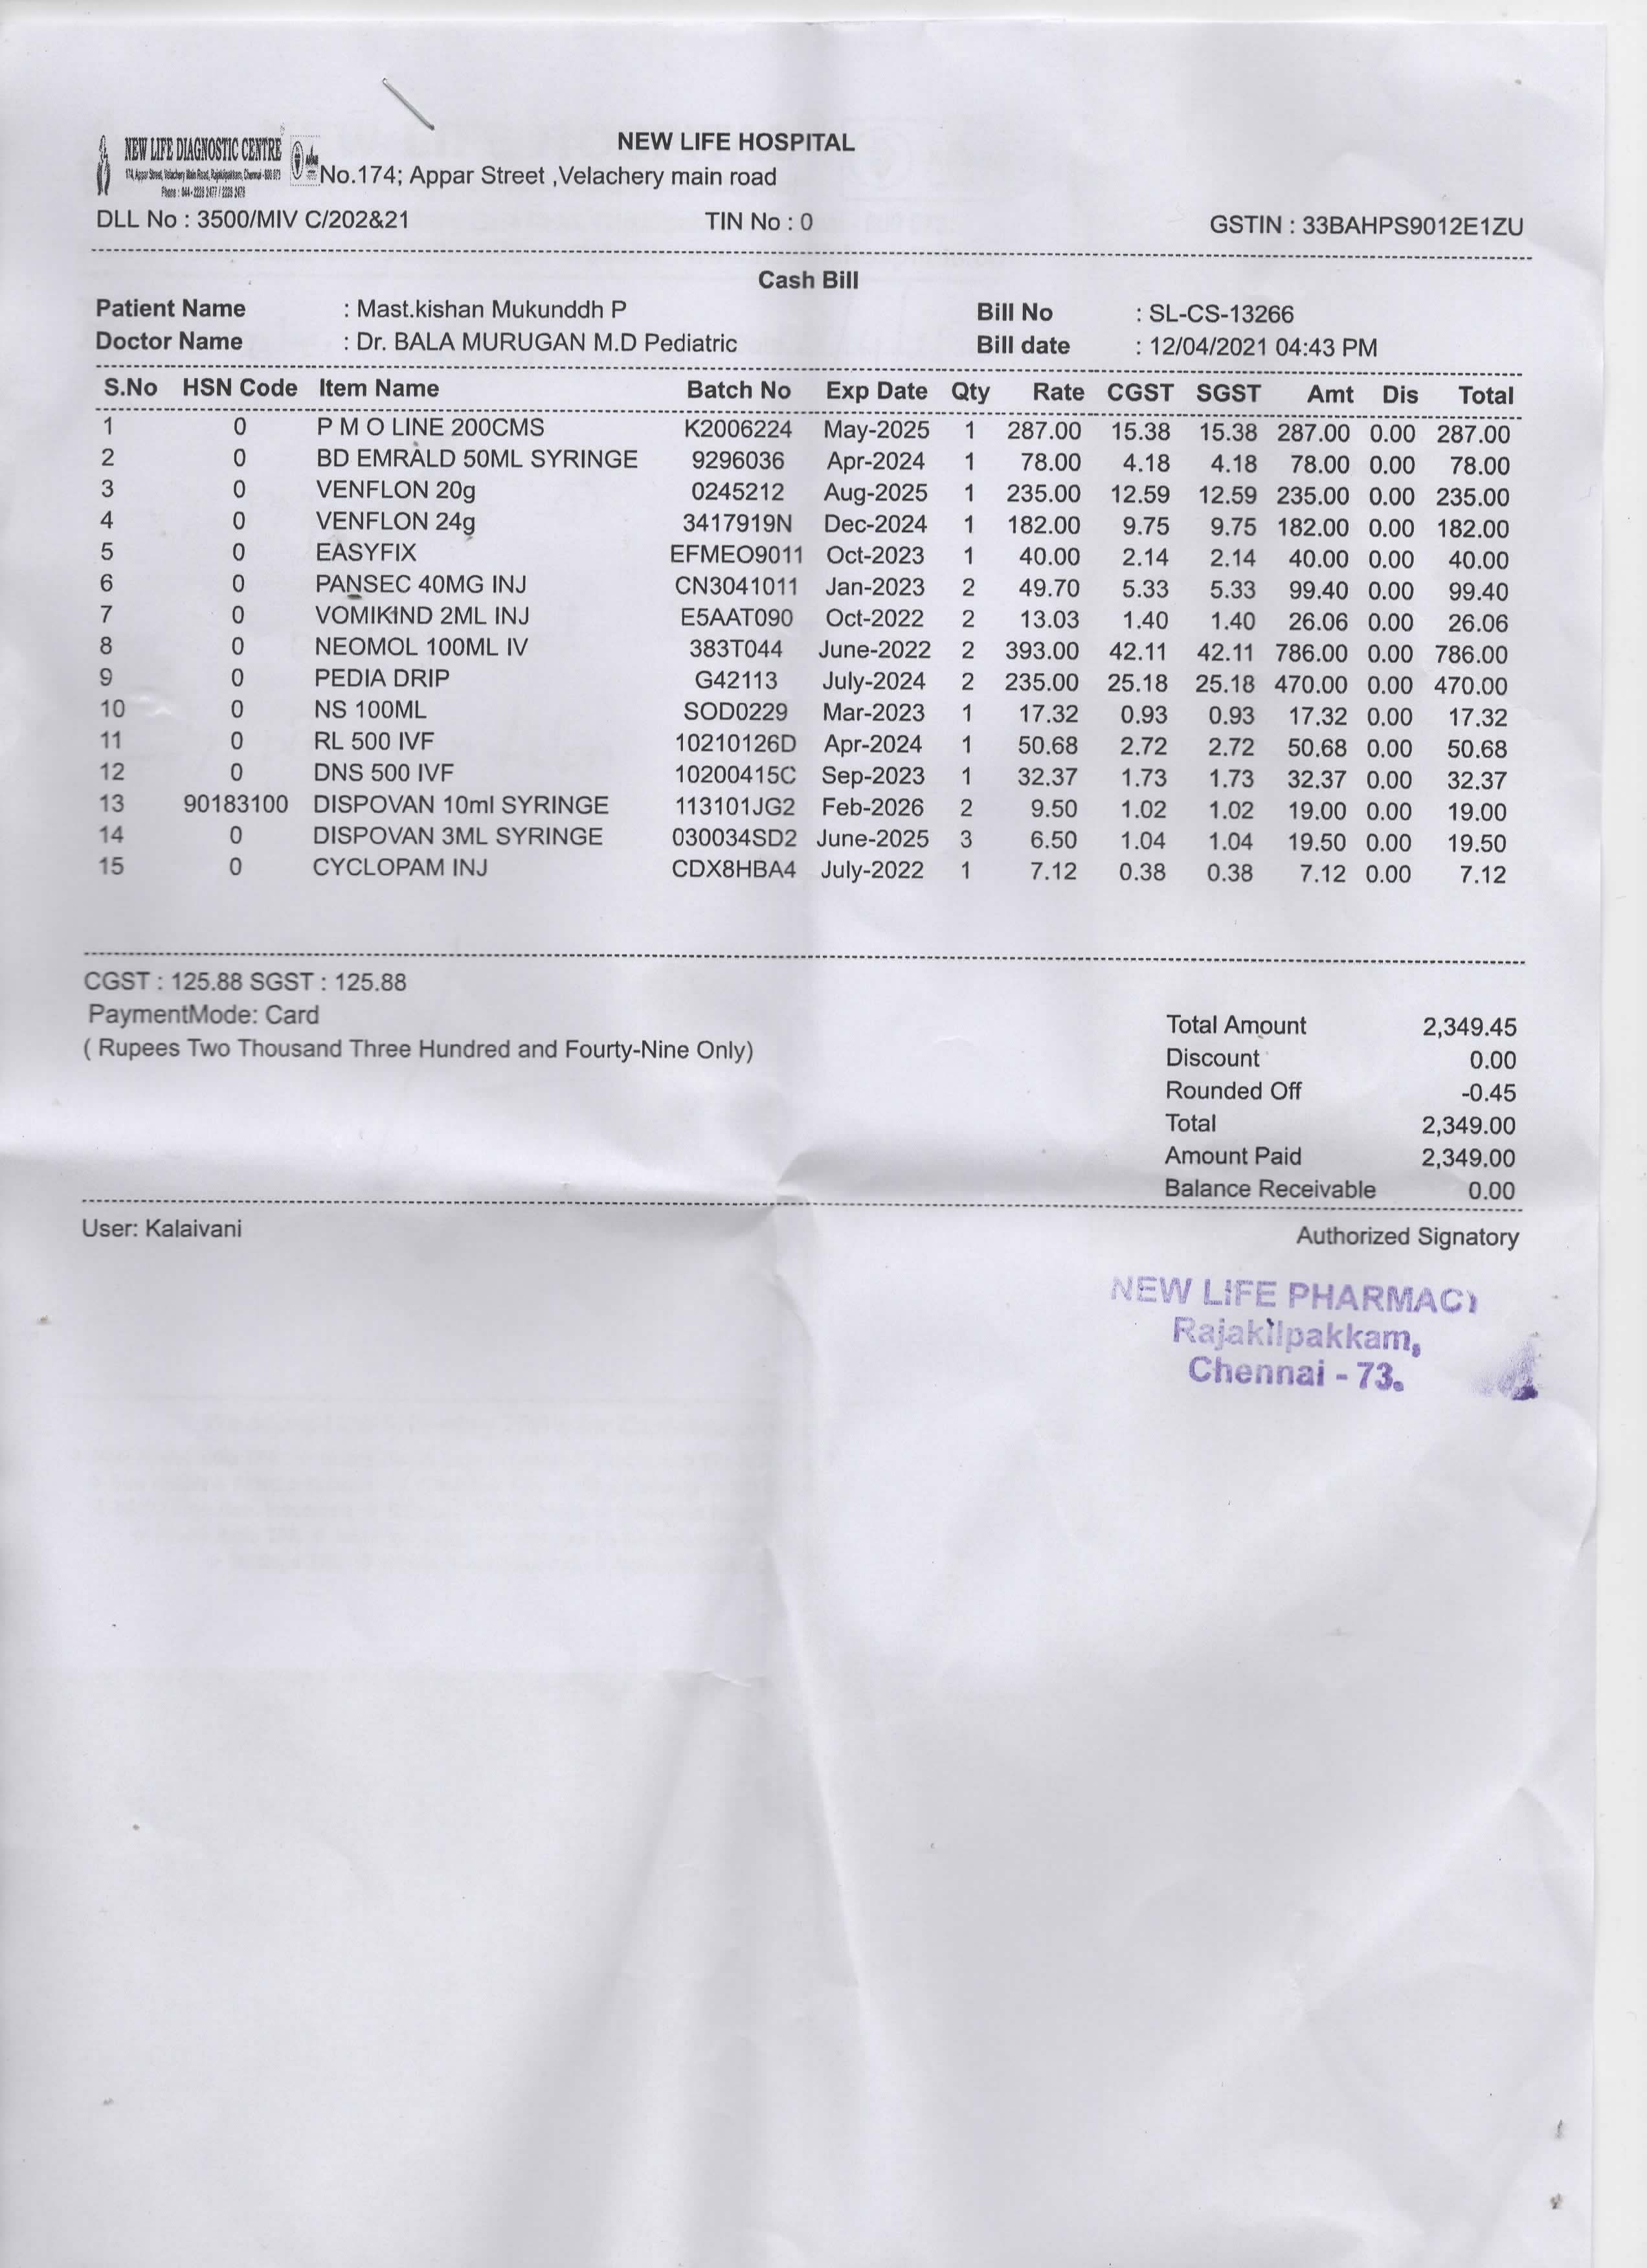 NEW LIFE HOSPITAL
NEW LIFE DIAGNOSTIC CENTRE
174, Appar Street, Velachery Main Road, Rajakilpakkam, Chennai - 600 073
Phone : 044 - 2228 2477 / 2228 2478
No.174; Appar Street ,Velachery main road
DLL No : 3500/MIV C/202&21 TIN No : 0 GSTIN : 33BAHPS9012E1ZU
Cash Bill
Patient Name : Mast.kishan Mukunddh P Bill No : SL-CS-13266
Doctor Name : Dr. BALA MURUGAN M.D Pediatric Bill date : 12/04/2021 04:43 PM
S.No HSN Code Item Name Batch No Exp Date Qty Rate CGST SGST Amt Dis Total
1 0 P M O LINE 200CMS K2006224 May-2025 1 287.00 15.38 15.38 287.00 0.00 287.00
2 0 BD EMRALD 50ML SYRINGE 9296036 Apr-2024 1 78.00 4.18 4.18 78.00 0.00 78.00
3 0 VENFLON 20g 0245212 Aug-2025 1 235.00 12.59 12.59 235.00 0.00 235.00
4 0 VENFLON 24g 3417919N Dec-2024 1 182.00 9.75 9.75 182.00 0.00 182.00
5 0 EASYFIX EFMEO9011 Oct-2023 1 40.00 2.14 2.14 40.00 0.00 40.00
6 0 PANSEC 40MG INJ CN3041011 Jan-2023 2 49.70 5.33 5.33 99.40 0.00 99.40
7 0 VOMIKIND 2ML INJ E5AAT090 Oct-2022 2 13.03 1.40 1.40 26.06 0.00 26.06
8 0 NEOMOL 100ML IV 383T044 June-2022 2 393.00 42.11 42.11 786.00 0.00 786.00
9 0 PEDIA DRIP G42113 July-2024 2 235.00 25.18 25.18 470.00 0.00 470.00
10 0 NS 100ML SOD0229 Mar-2023 1 17.32 0.93 0.93 17.32 0.00 17.32
11 0 RL 500 IVF 10210126D Apr-2024 1 50.68 2.72 2.72 50.68 0.00 50.68
12 0 DNS 500 IVF 10200415C Sep-2023 1 32.37 1.73 1.73 32.37 0.00 32.37
13 90183100 DISPOVAN 10ml SYRINGE 113101JG2 Feb-2026 2 9.50 1.02 1.02 19.00 0.00 19.00
14 0 DISPOVAN 3ML SYRINGE 030034SD2 June-2025 3 6.50 1.04 1.04 19.50 0.00 19.50
15 0 CYCLOPAM INJ CDX8HBA4 July-2022 1 7.12 0.38 0.38 7.12 0.00 7.12
CGST : 125.88 SGST : 125.88
PaymentMode: Card
( Rupees Two Thousand Three Hundred and Fourty-Nine Only)
Total Amount 2,349.45
Discount 0.00
Rounded Off -0.45
Total 2,349.00
Amount Paid 2,349.00
Balance Receivable 0.00
User: Kalaivani Authorized Signatory
NEW LIFE PHARMACY
Rajakilpakkam,
Chennai - 73.